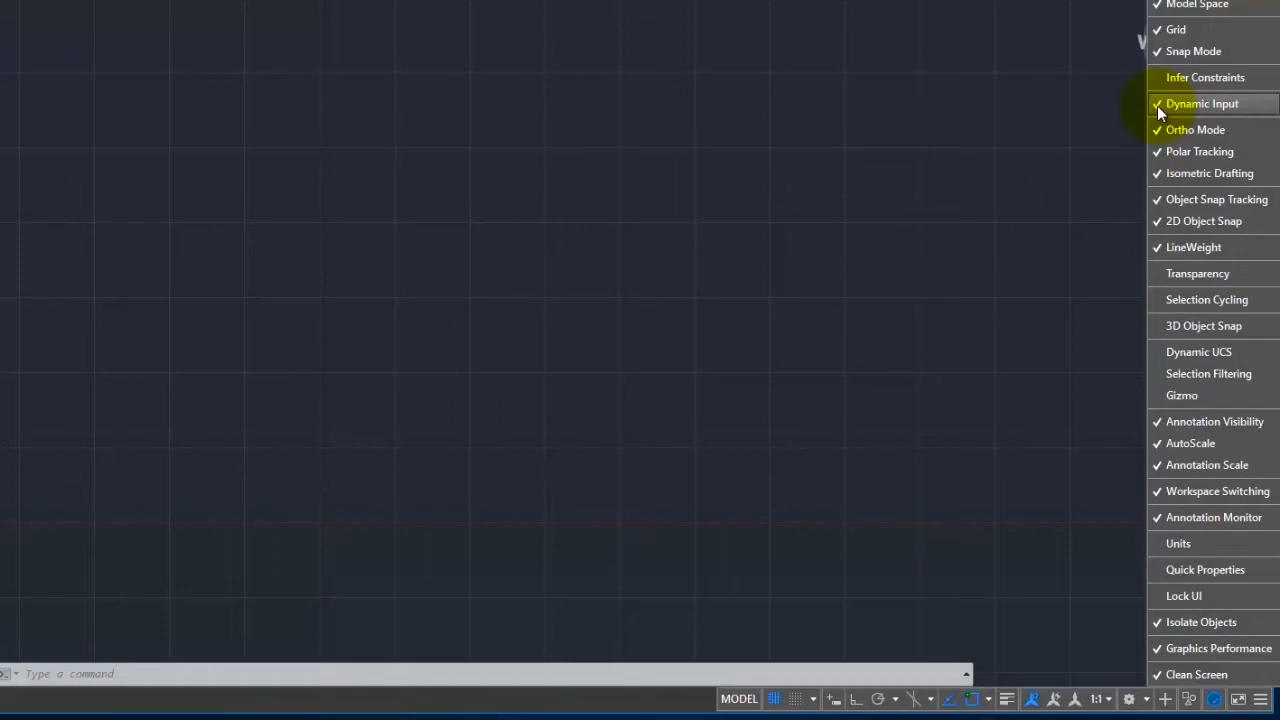 Model Space
Grid
Snap Mode
Infer Constraints
Dynamic Input
Ortho Mode
Polar Tracking
Isometric Drafting
Object Snap Tracking
2D Object Snap
LineWeight
Transparency
Selection Cycling
3D Object Snap
Dynamic UCS
Selection Filtering
Gizmo
Annotation Visibility
AutoScale
Annotation Scale
Workspace Switching
Annotation Monitor
Units
Quick Properties
Lock UI
Isolate Objects
Graphics Performance
Clean Screen
Type a command
MODEL 1:1